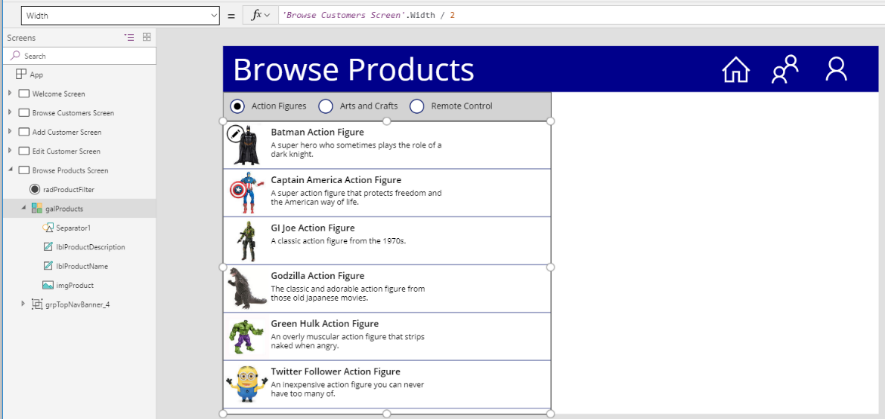 Width = fx 'Browse Customers Screen'.Width / 2
Screens
Search
App
Welcome Screen
Browse Customers Screen
Add Customer Screen
Edit Customer Screen
Browse Products Screen
radProductFilter
galProducts
Separator1
lblProductDescription
lblProductName
imgProduct
grpTopNavBanner_4
Browse Products
Action Figures Arts and Crafts Remote Control
Batman Action Figure
A super hero who sometimes plays the role of a
dark knight.
Captain America Action Figure
A super action figure that protects freedom and
the American way of life.
GI Joe Action Figure
A classic action figure from the 1970s.
Godzilla Action Figure
The classic and adorable action figure from
those old Japanese movies.
Green Hulk Action Figure
An overly muscular action figure that strips
naked when angry.
Twitter Follower Action Figure
An inexpensive action figure you can never
have too many of.